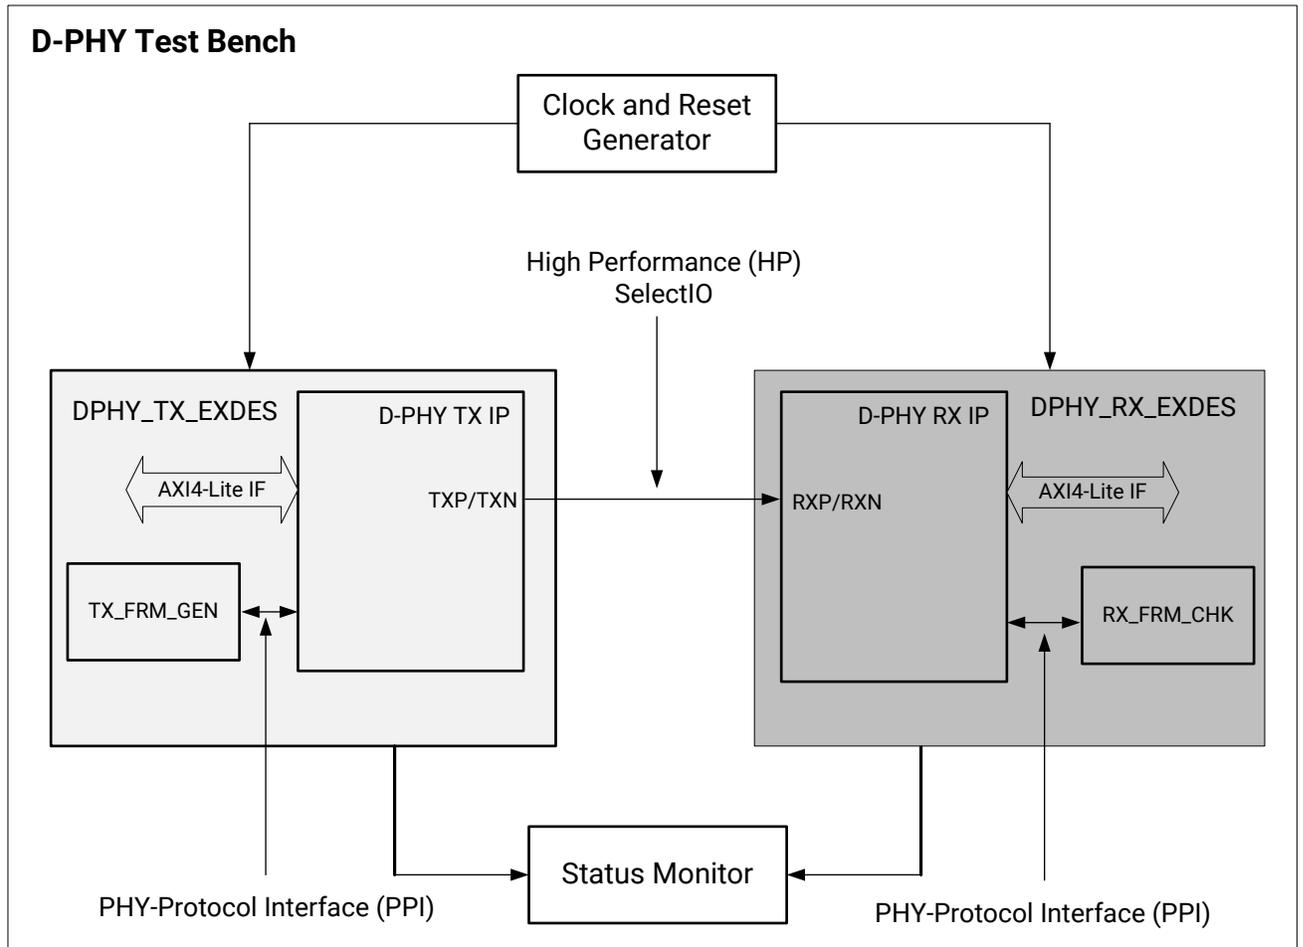 D-PHY Test Bench
Clock and Reset
Generator
High Performance (HP)
SelectIO
DPHY_TX_EXDES
D-PHY TX IP
AXI4-Lite IF
TXP/TXN
TX_FRM_GEN
D-PHY RX IP
DPHY_RX_EXDES
RXP/RXN
AXI4-Lite IF
RX_FRM_CHK
Status Monitor
PHY-Protocol Interface (PPI)
PHY-Protocol Interface (PPI)